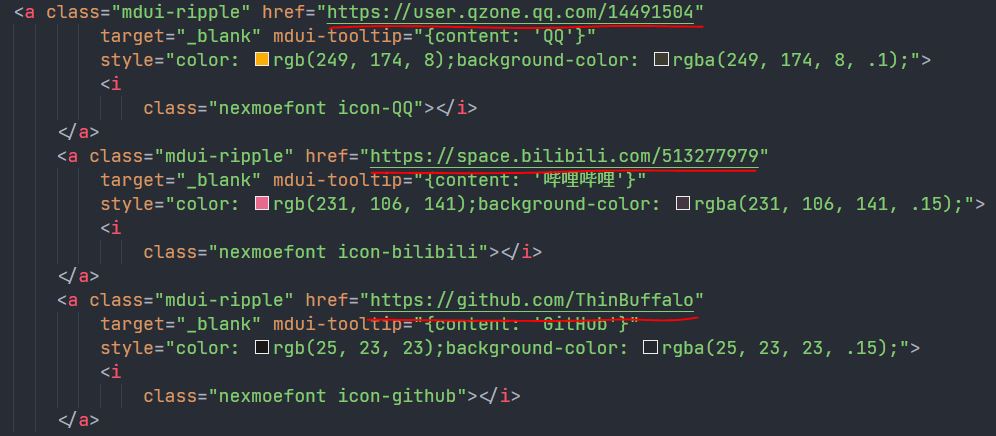 <a class="mdui-ripple" href="https://user.qzone.qq.com/14491504"
target="_blank" mdui-tooltip="{content: 'QQ'}"
style="color: rgb(249, 174, 8);background-color: rgba(249, 174, 8, .1);">
<i
class="nexmoefont icon-QQ"></i>
</a>
<a class="mdui-ripple" href="https://space.bilibili.com/513277979"
target="_blank" mdui-tooltip="{content: '哔哩哔哩'}"
style="color: rgb(231, 106, 141);background-color: rgba(231, 106, 141, .15);">
<i
class="nexmoefont icon-bilibili"></i>
</a>
<a class="mdui-ripple" href="https://github.com/ThinBuffalo"
target="_blank" mdui-tooltip="{content: 'GitHub'}"
style="color: rgb(25, 23, 23);background-color: rgba(25, 23, 23, .15);">
<i
class="nexmoefont icon-github"></i>
</a>